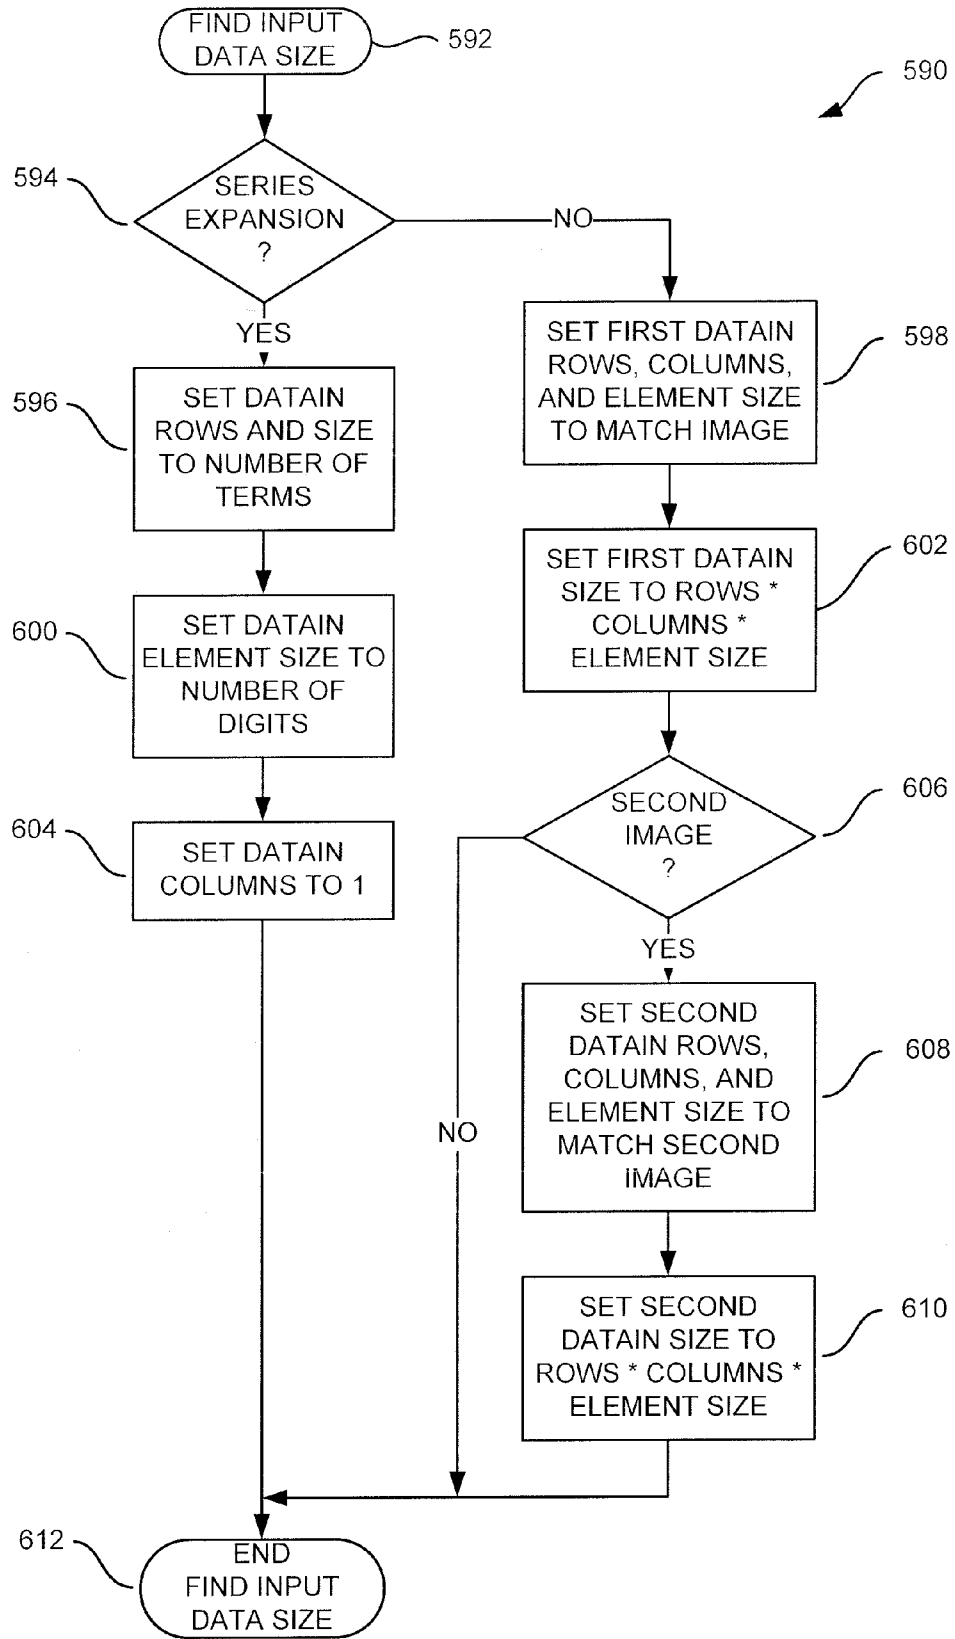 FIND INPUT
DATA SIZE
592
590
594
SERIES
EXPANSION
?
NO
YES
596
SET DATAIN
ROWS AND SIZE
TO NUMBER OF
TERMS
SET FIRST DATAIN
ROWS, COLUMNS,
AND ELEMENT SIZE
TO MATCH IMAGE
598
600
SET DATAIN
ELEMENT SIZE TO
NUMBER OF
DIGITS
SET FIRST DATAIN
SIZE TO ROWS *
COLUMNS *
ELEMENT SIZE
602
604
SET DATAIN
COLUMNS TO 1
SECOND
IMAGE
?
606
YES
NO
SET SECOND
DATAIN ROWS,
COLUMNS, AND
ELEMENT SIZE TO
MATCH SECOND
IMAGE
608
SET SECOND
DATAIN SIZE TO
ROWS * COLUMNS *
ELEMENT SIZE
610
612
END
FIND INPUT
DATA SIZE